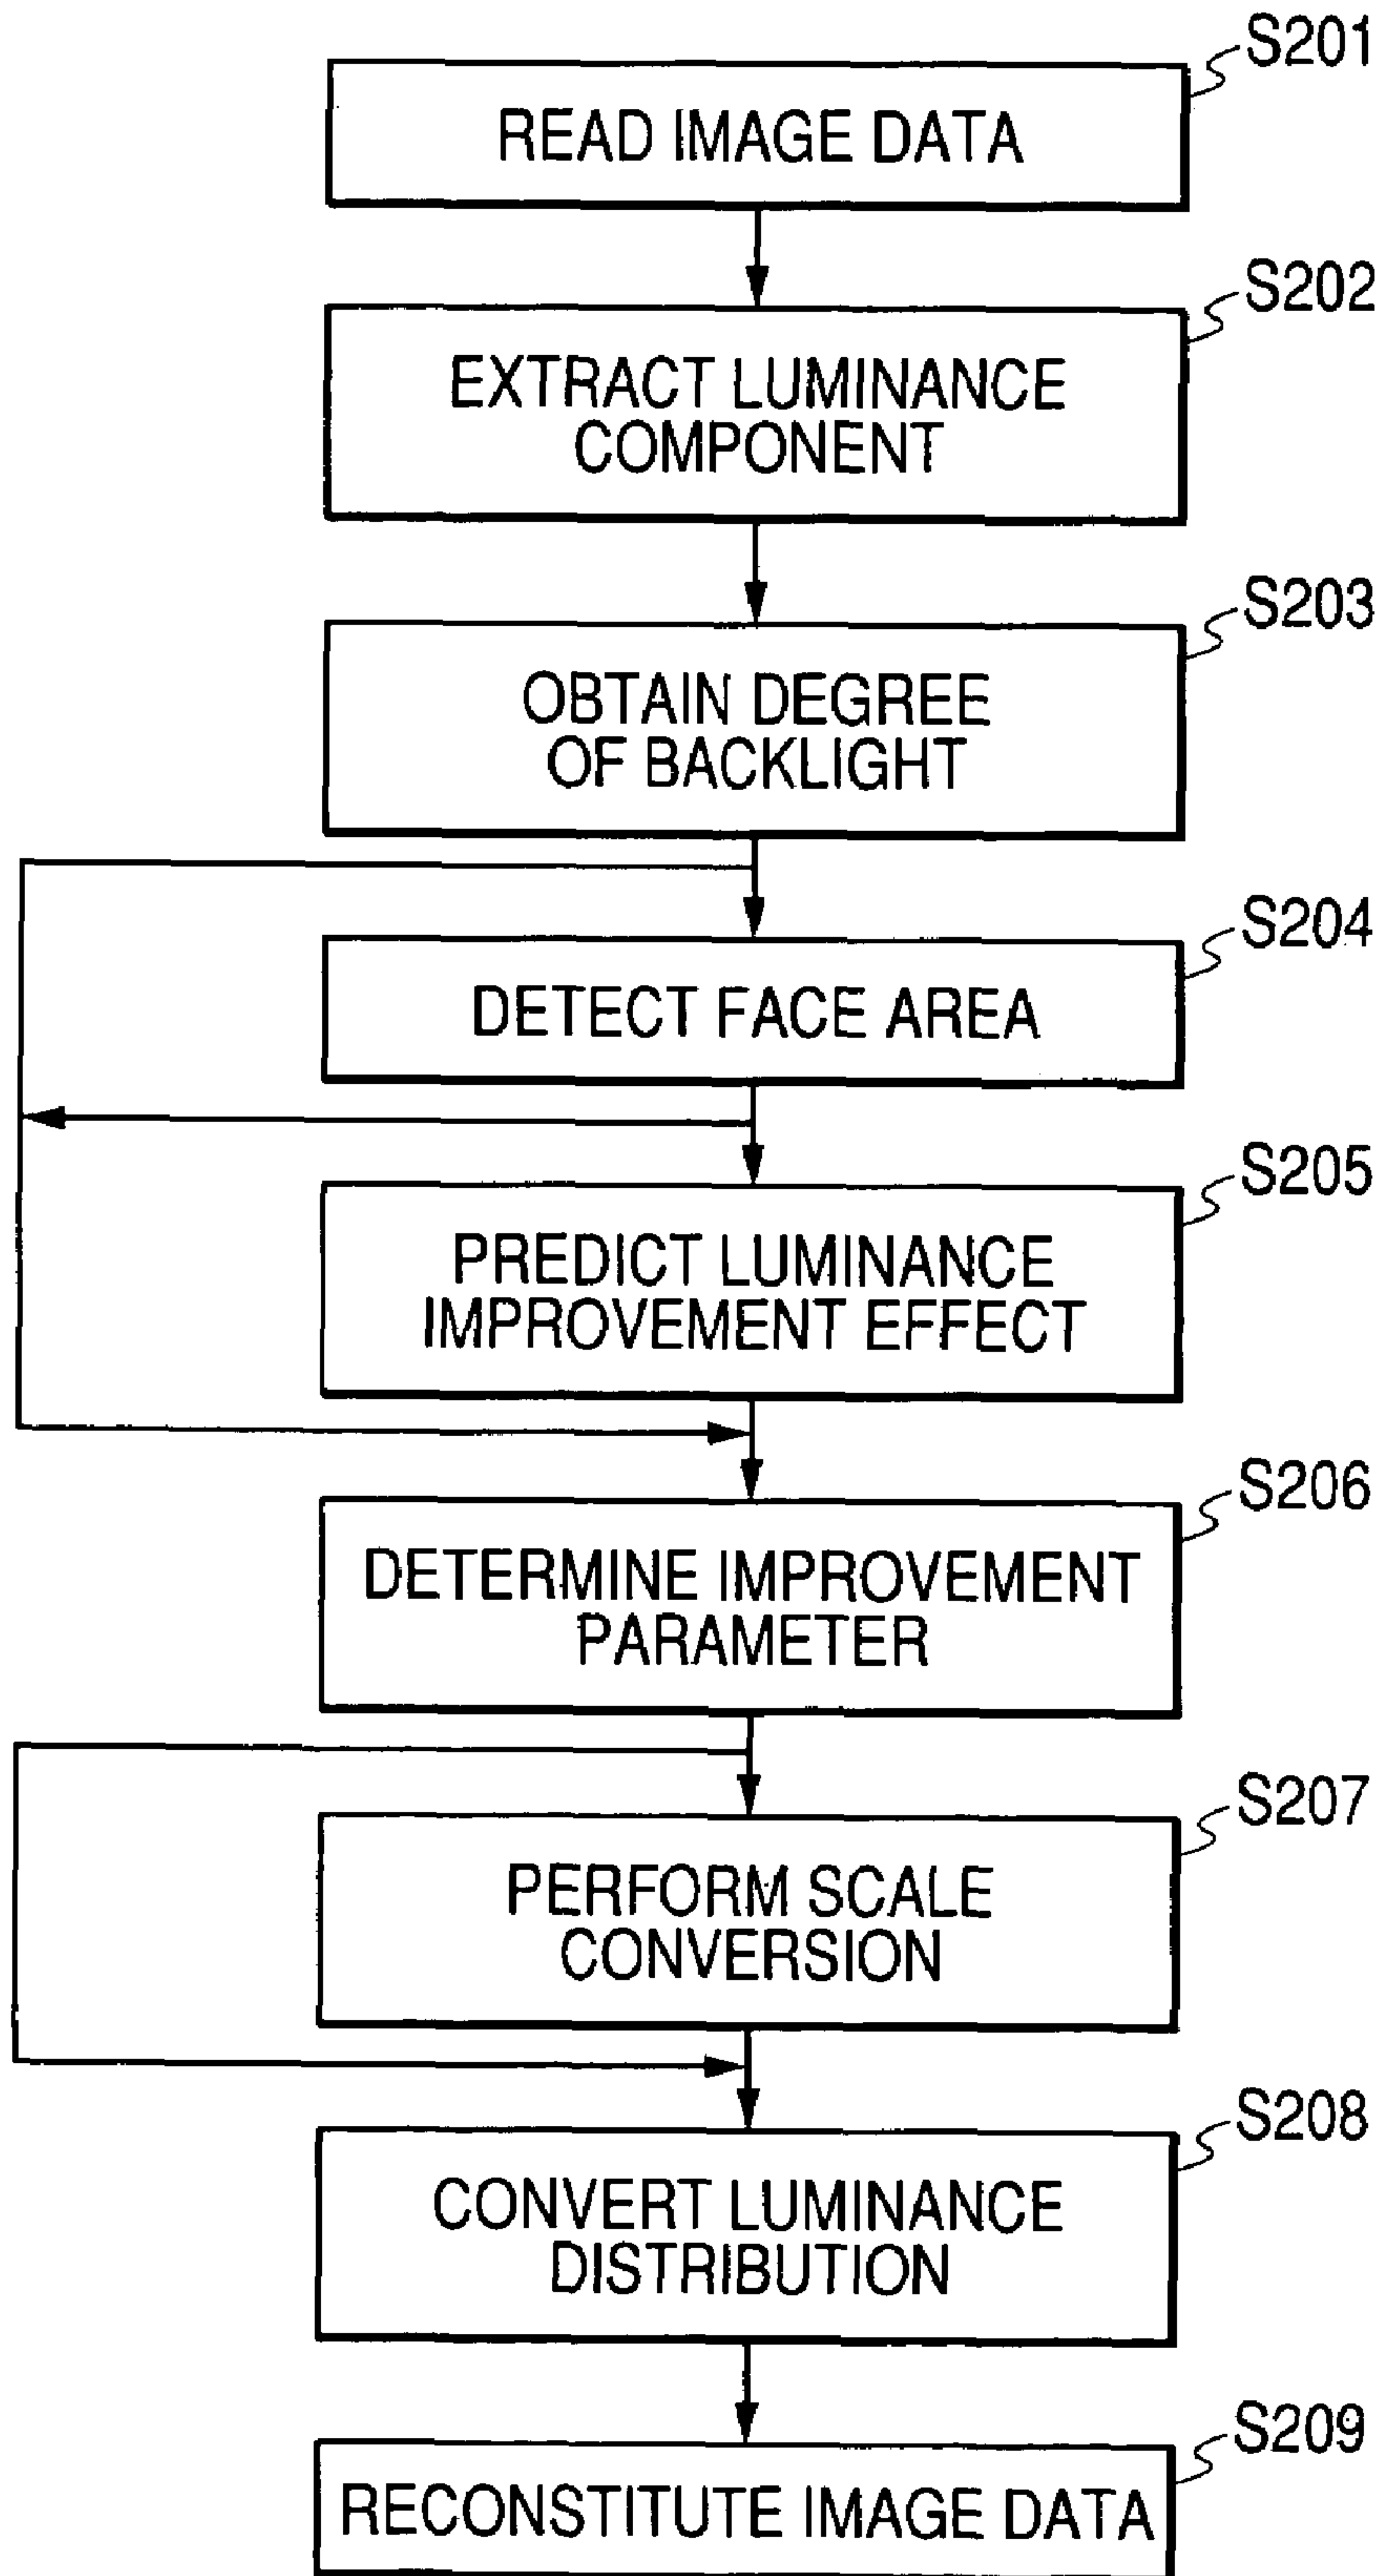 S201
READ IMAGE DATA
S202
EXTRACT LUMINANCE
COMPONENT
S203
OBTAIN DEGREE
OF BACKLIGHT
S204
DETECT FACE AREA
S205
PREDICT LUMINANCE
IMPROVEMENT EFFECT
S206
DETERMINE IMPROVEMENT
PARAMETER
S207
PERFORM SCALE
CONVERSION
S208
CONVERT LUMINANCE
DISTRIBUTION
S209
RECONSTITUTE IMAGE DATA